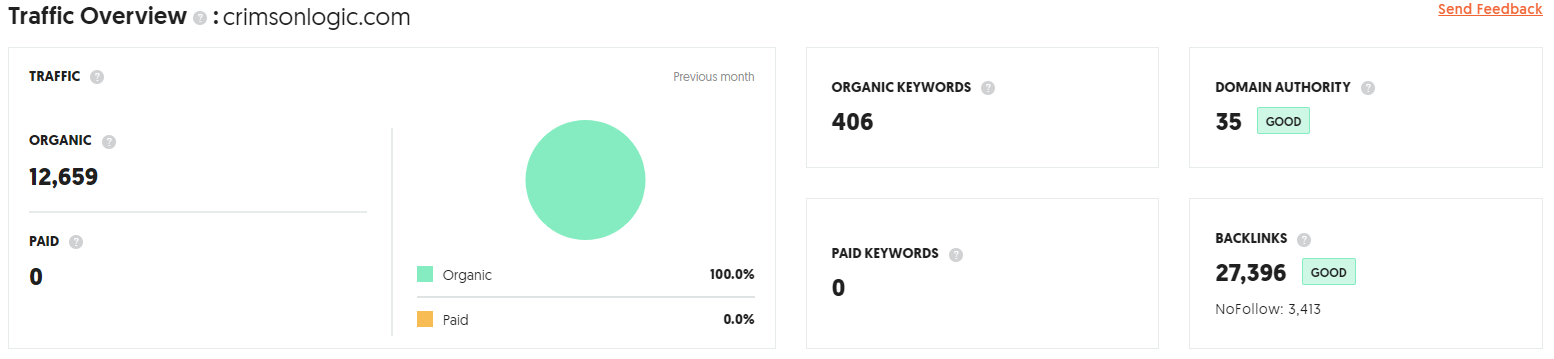 Traffic Overview ? : crimsonlogic.com
Send Feedback
TRAFFIC ?
Previous month
ORGANIC ?
12,659
PAID ?
0
Organic 100.0%
Paid 0.0%
ORGANIC KEYWORDS ?
406
DOMAIN AUTHORITY ?
35 GOOD
PAID KEYWORDS ?
0
BACKLINKS ?
27,396 GOOD
NoFollow: 3,413